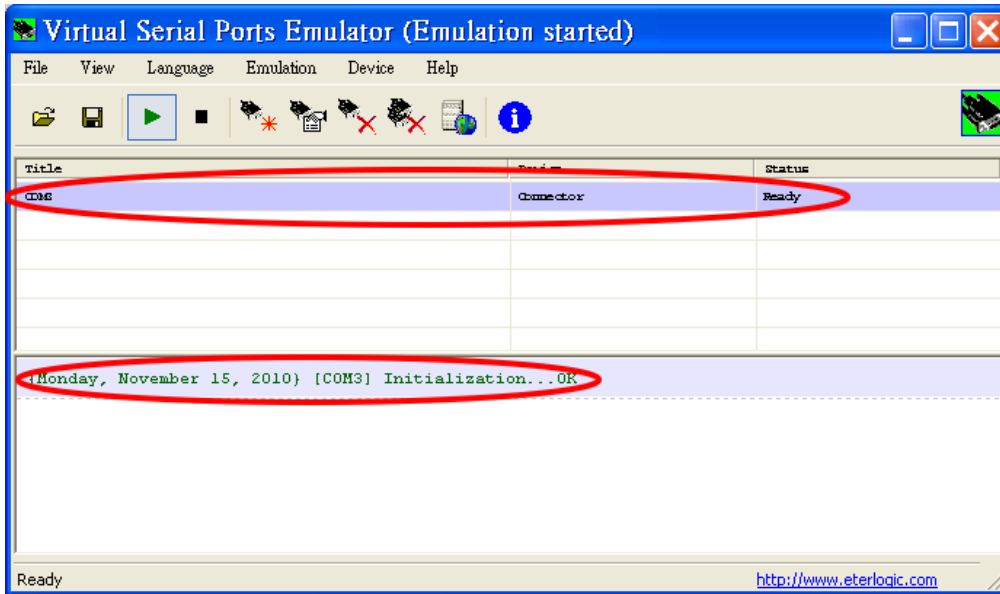 Virtual Serial Ports Emulator (Emulation started)
File View Language Emulation Device Help
Title Device Status
COM3 Connector Ready
{Monday, November 15, 2010} [COM3] Initialization...OK
Ready http://www.eterlogic.com